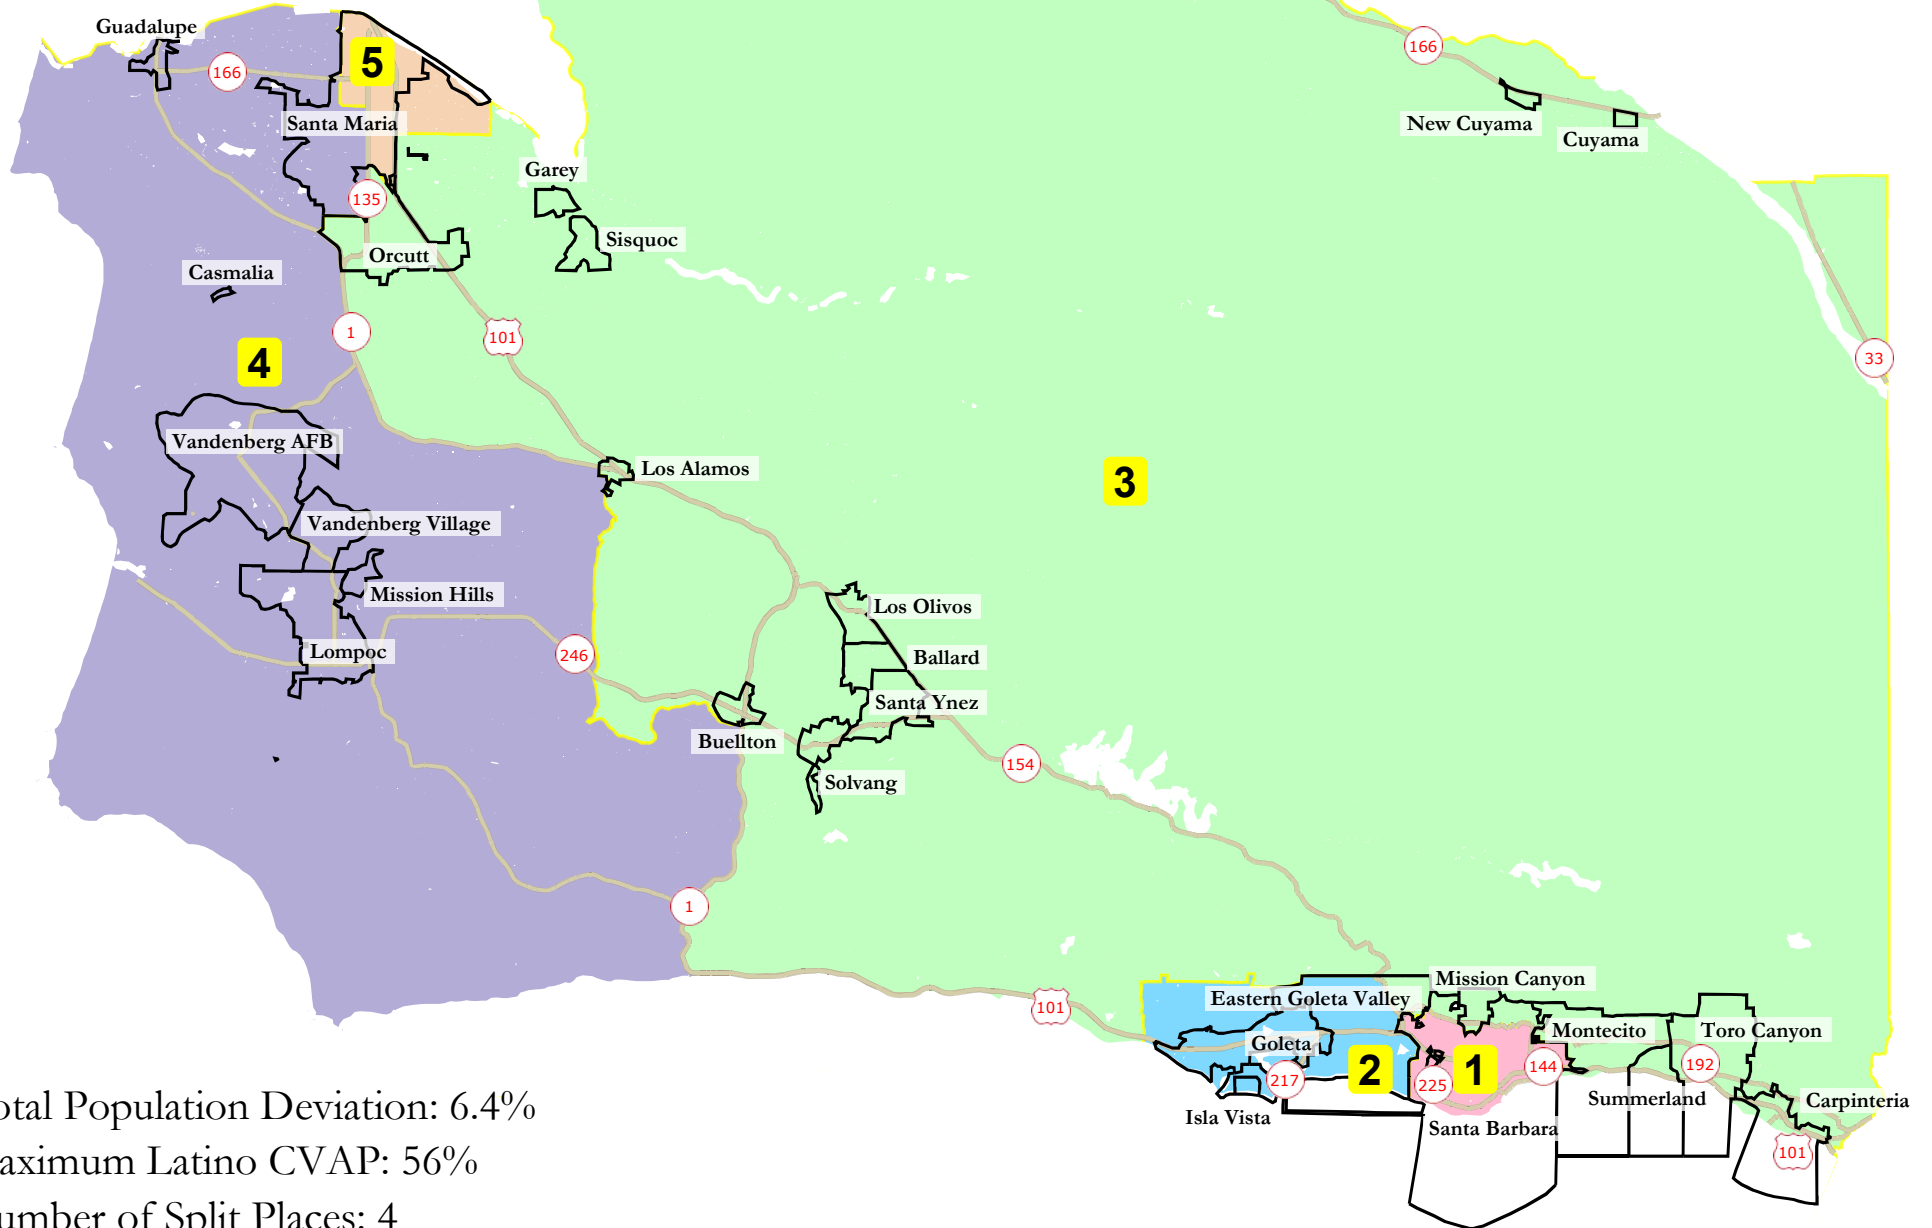 Guadalupe
166
5
166
Santa Maria
New Cuyama
Cuyama
Garey
135
Sisquoc
Orcutt
Casmalia
1
101
33
4
Vandenberg AFB
Los Alamos
3
Vandenberg Village
Mission Hills
Los Olivos
Lompoc
246
Ballard
Santa Ynez
Buellton
154
Solvang
1
101
Mission Canyon
Eastern Goleta Valley
Goleta
Montecito
Toro Canyon
217
2
225
1
144
192
Isla Vista
Summerland
Carpinteria
Santa Barbara
101
otal Population Deviation: 6.4%
aximum Latino CVAP: 56%
umber of Split Places: 4